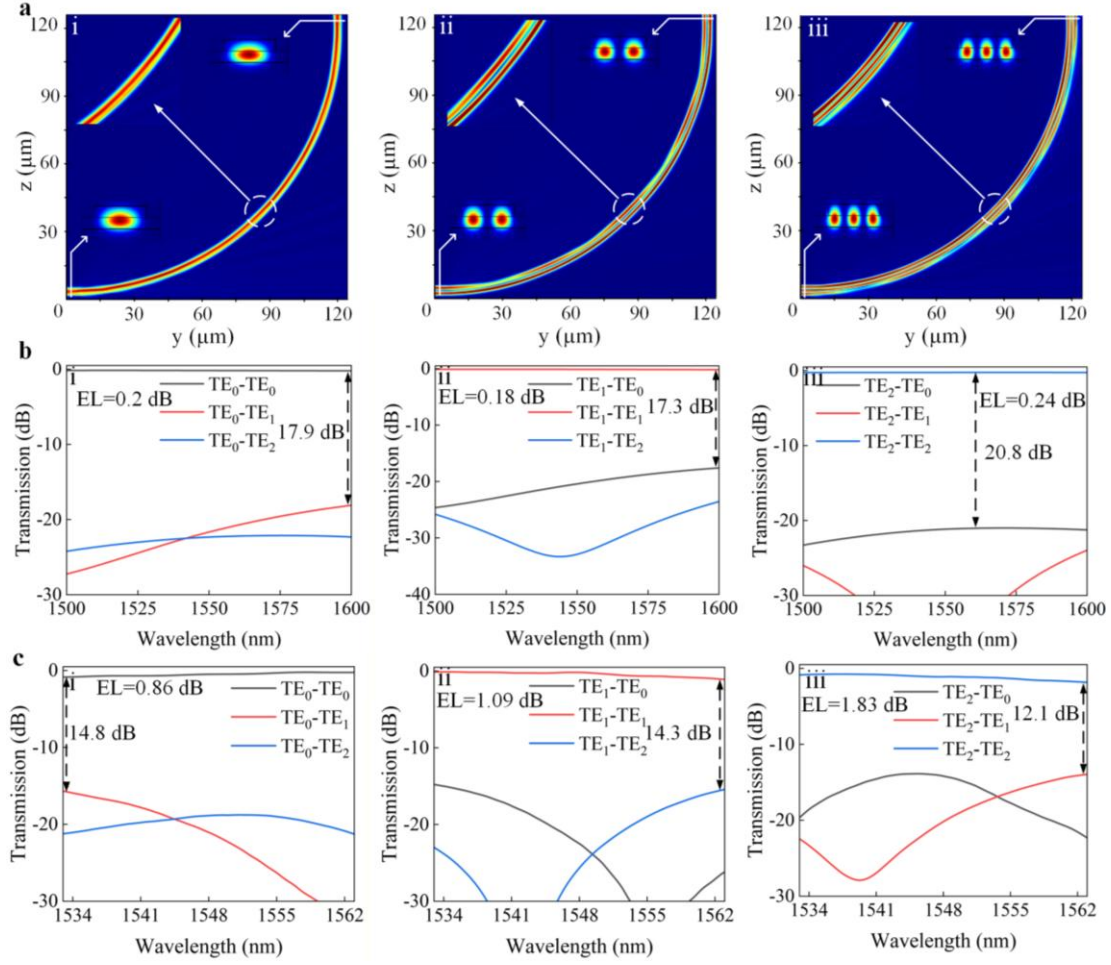 a
i
ii
iii
120
90
60
30
0
z (μm)
0 30 60 90 120
y (μm)
120
90
60
30
0 30 60 90 120
z (μm)
y (μm)
120
90
60
30
0 30 60 90 120
z (μm)
y (μm)
b
i
EL=0.2 dB
TE₀-TE₀
TE₀-TE₁
TE₀-TE₂
17.9 dB
0
-10
-20
-30
Transmission (dB)
1500 1525 1550 1575 1600
Wavelength (nm)
ii
EL=0.18 dB
TE₁-TE₀
TE₁-TE₁
TE₁-TE₂
17.3 dB
0
-10
-20
-30
-40
Transmission (dB)
1500 1525 1550 1575 1600
Wavelength (nm)
iii
TE₂-TE₀
TE₂-TE₁
TE₂-TE₂
EL=0.24 dB
20.8 dB
0
-10
-20
-30
Transmission (dB)
1500 1525 1550 1575 1600
Wavelength (nm)
c
i
EL=0.86 dB
14.8 dB
TE₀-TE₀
TE₀-TE₁
TE₀-TE₂
0
-10
-20
-30
Transmission (dB)
1534 1541 1548 1555 1562
Wavelength (nm)
ii
EL=1.09 dB
TE₁-TE₀
TE₁-TE₁
TE₁-TE₂
14.3 dB
0
-10
-20
-30
Transmission (dB)
1534 1541 1548 1555 1562
Wavelength (nm)
iii
EL=1.83 dB
TE₂-TE₀
TE₂-TE₁
TE₂-TE₂
12.1 dB
0
-10
-20
-30
Transmission (dB)
1534 1541 1548 1555 1562
Wavelength (nm)